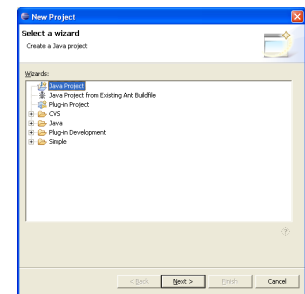 New Project
Select a wizard
Create a Java project
Wizards:
Java Project
Java Project from Existing Ant Buildfile
Plug-in Project
CVS
Java
Plug-in Development
Simple
< Back
Next >
Finish
Cancel